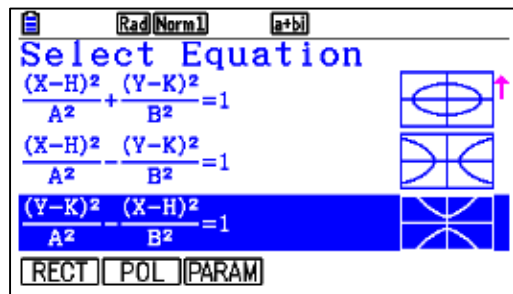 Rad Norm1 a+bi
Select Equation
(X-H)²/A²+(Y-K)²/B²=1
(X-H)²/A²-(Y-K)²/B²=1
(Y-K)²/A²-(X-H)²/B²=1
RECT POL PARAM